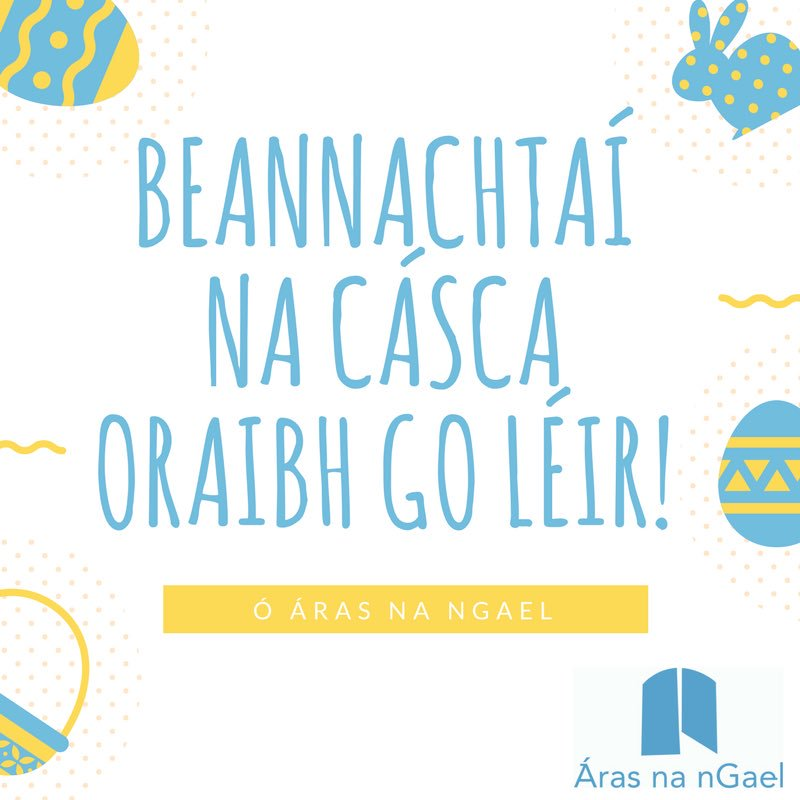 BEANNACHTAÍ
NA CÁSCA
ORAIBH GO LÉIR!
Ó ÁRAS NA NGAEL
Áras na nGael